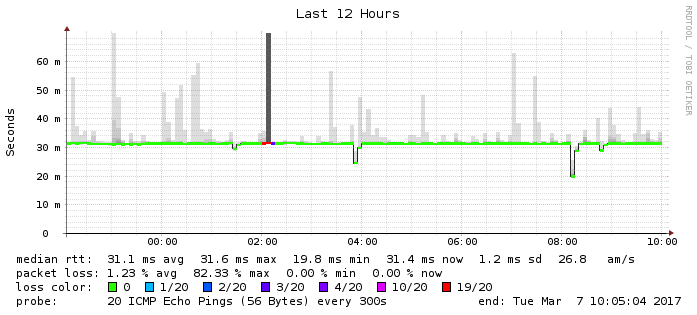 Last 12 Hours
RRDTOOL / TOBI OETIKER
Seconds
60 m
50 m
40 m
30 m
20 m
10 m
0
00:00 02:00 04:00 06:00 08:00 10:00
median rtt: 31.1 ms avg 31.6 ms max 19.8 ms min 31.4 ms now 1.2 ms sd 26.8 am/s
packet loss: 1.23 % avg 82.33 % max 0.00 % min 0.00 % now
loss color: 0 1/20 2/20 3/20 4/20 10/20 19/20
probe: 20 ICMP Echo Pings (56 Bytes) every 300s end: Tue Mar 7 10:05:04 2017